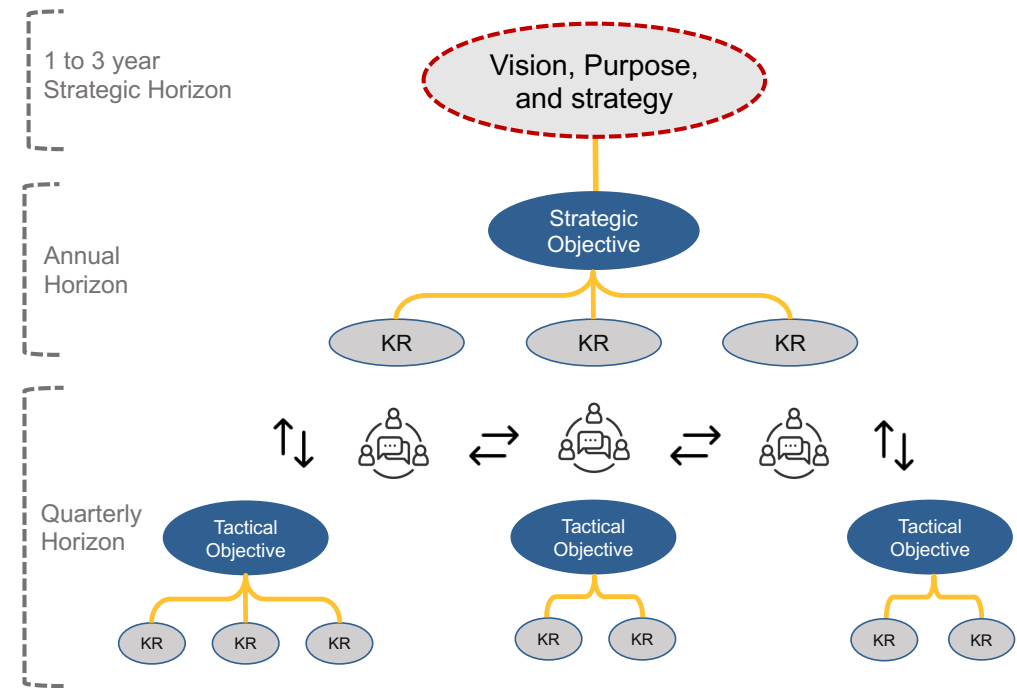 1 to 3 year
Strategic Horizon
Vision, Purpose,
and strategy
Annual
Horizon
Strategic
Objective
KR
KR
KR
Quarterly
Horizon
Tactical
Objective
Tactical
Objective
Tactical
Objective
KR
KR
KR
KR
KR
KR
KR